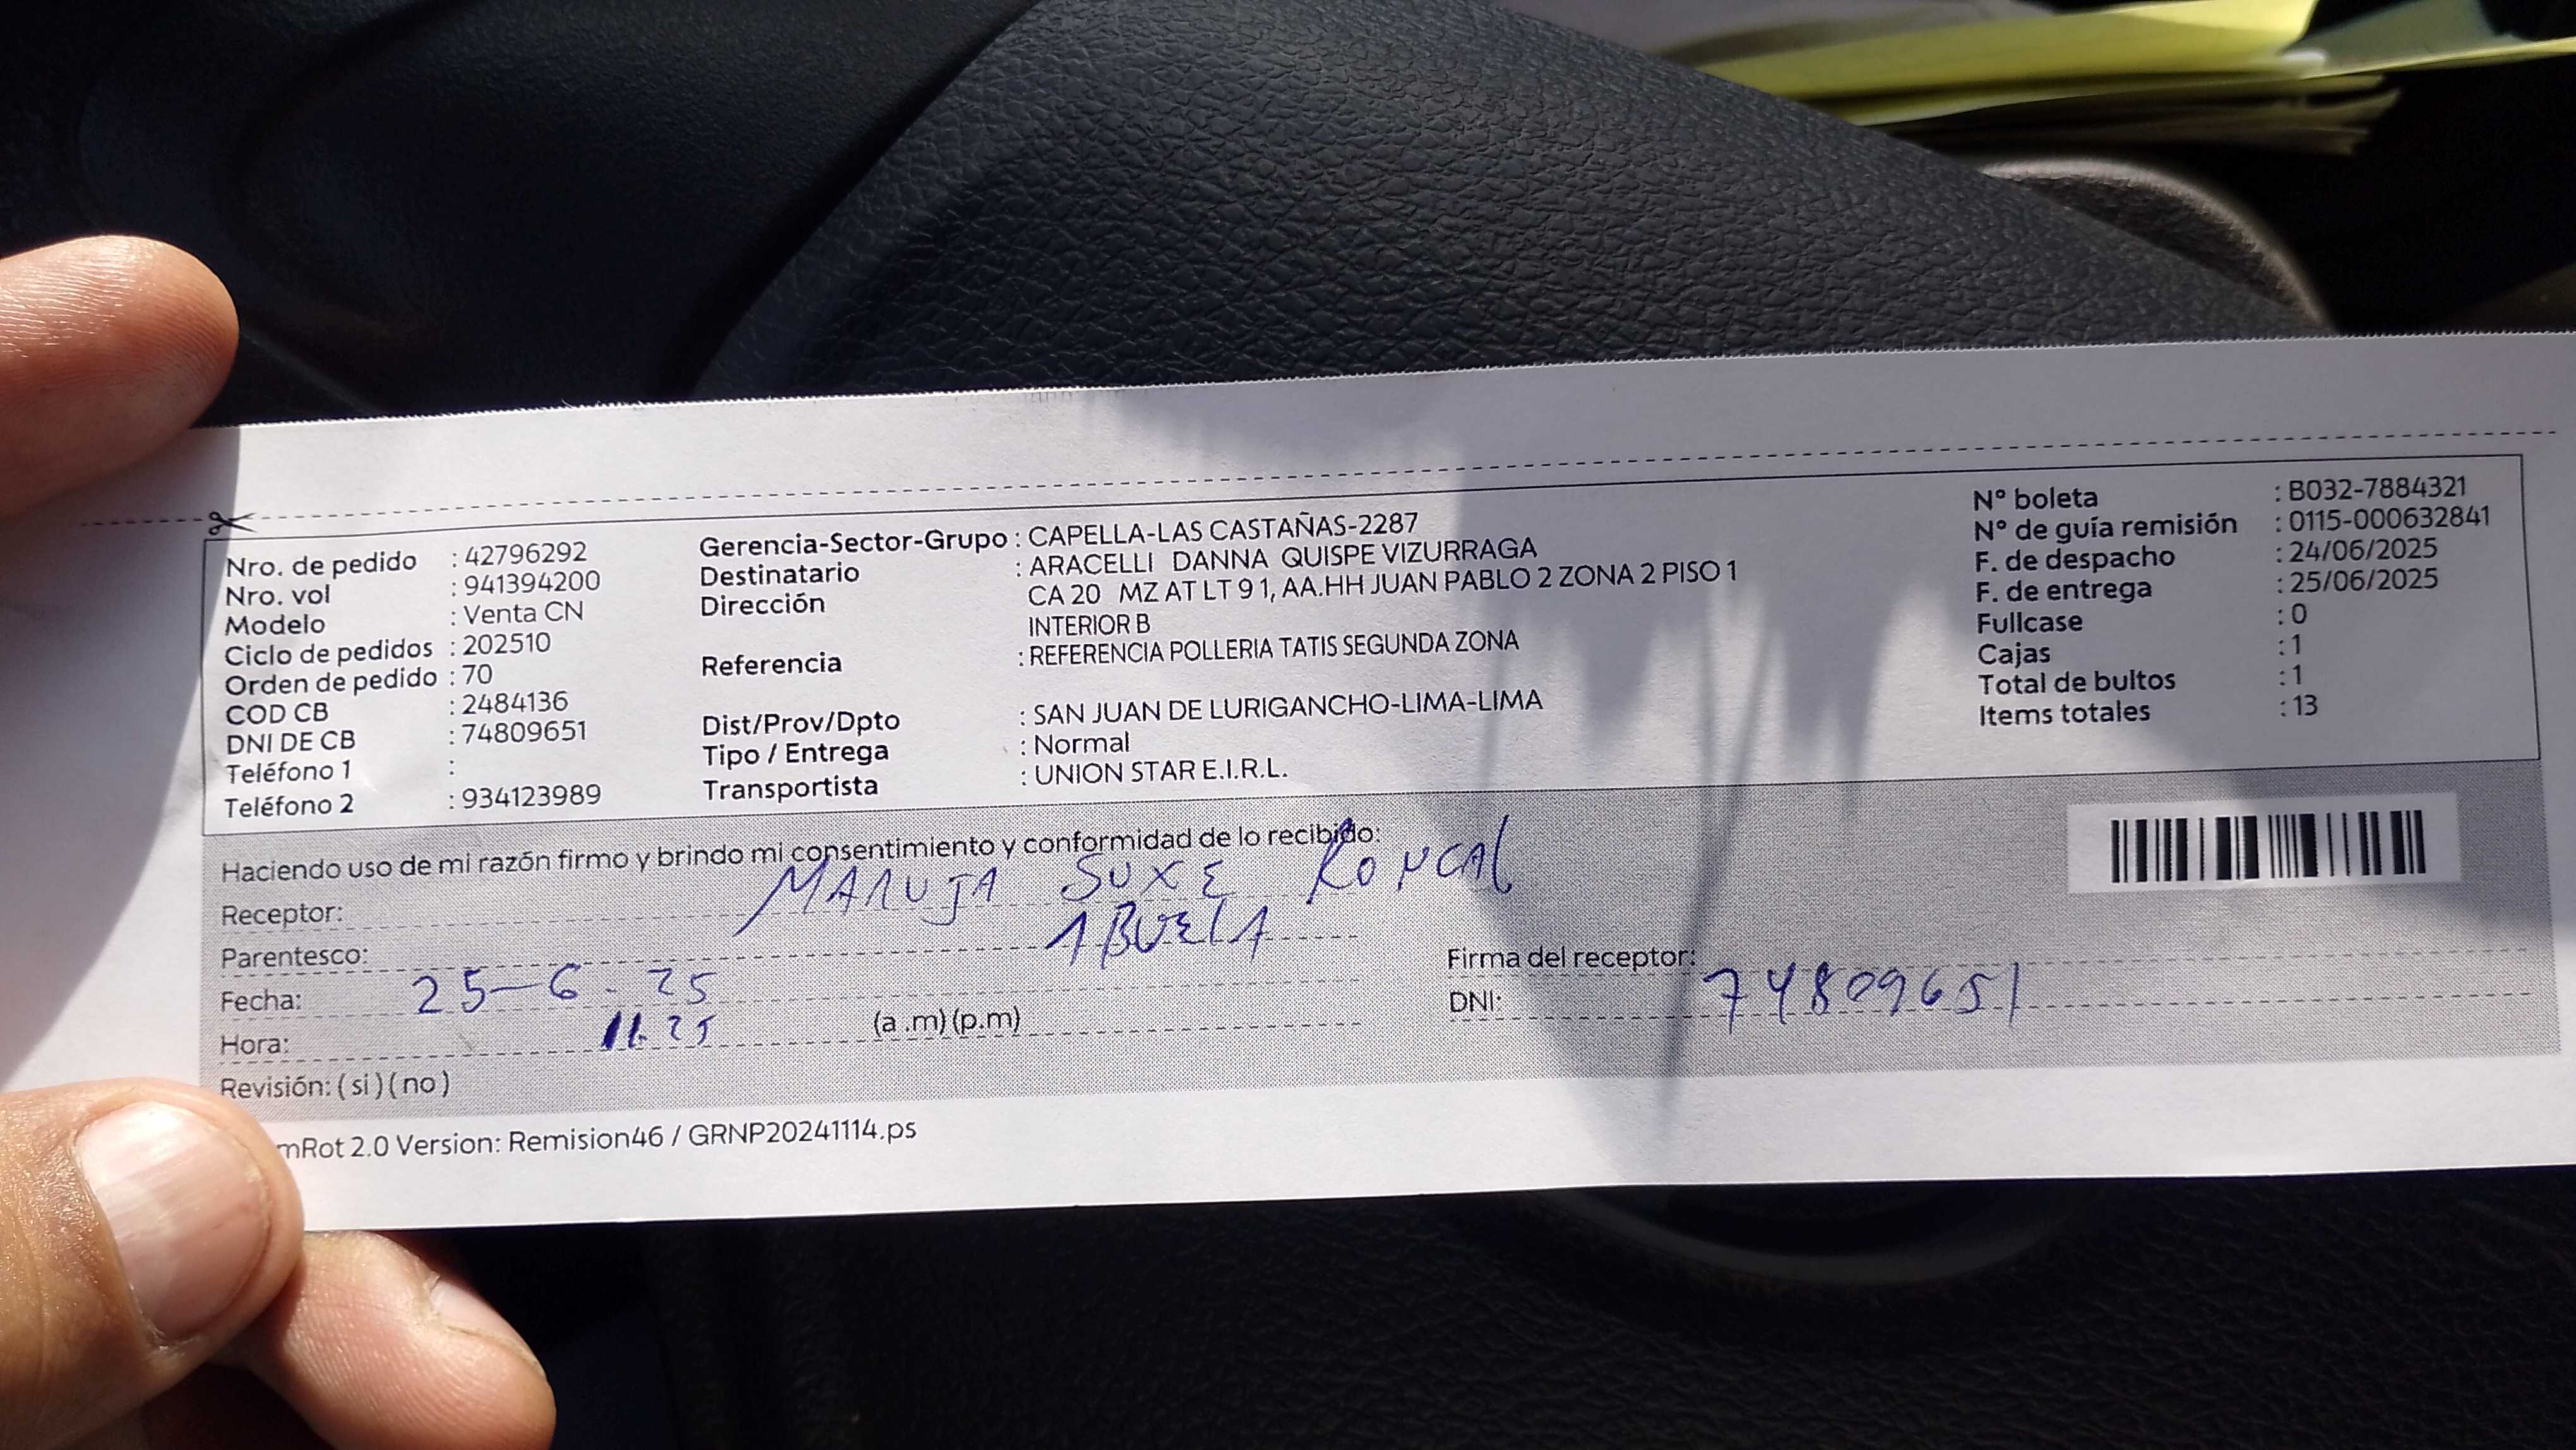 Nro. de pedido : 42796292
Nro. vol : 941394200
Modelo : Venta CN
Ciclo de pedidos : 202510
Orden de pedido : 70
COD CB : 2484136
DNI DE CB : 74809651
Teléfono 1 :
Teléfono 2 : 934123989
Gerencia-Sector-Grupo : CAPELLA-LAS CASTAÑAS-2287
Destinatario : ARACELLI DANNA QUISPE VIZURRAGA
Dirección CA 20 MZ AT LT 9 1, AA.HH JUAN PABLO 2 ZONA 2 PISO 1
INTERIOR B
Referencia : REFERENCIA POLLERIA TATIS SEGUNDA ZONA
Dist/Prov/Dpto : SAN JUAN DE LURIGANCHO-LIMA-LIMA
Tipo / Entrega : Normal
Transportista : UNION STAR E.I.R.L.
N° boleta : B032-7884321
N° de guía remisión : 0115-000632841
F. de despacho : 24/06/2025
F. de entrega : 25/06/2025
Fullcase : 0
Cajas : 1
Total de bultos : 1
Items totales : 13
Haciendo uso de mi razón firmo y brindo mi consentimiento y conformidad de lo recibido:
Receptor: MARUJA SUXE RONCAL
Parentesco: ABUELA
Fecha: 25-6-25
Hora: 11.25 (a.m) (p.m)
Revisión: ( si ) ( no )
Firma del receptor:
DNI: 74809651
mRot 2.0 Version: Remision46 / GRNP20241114.ps